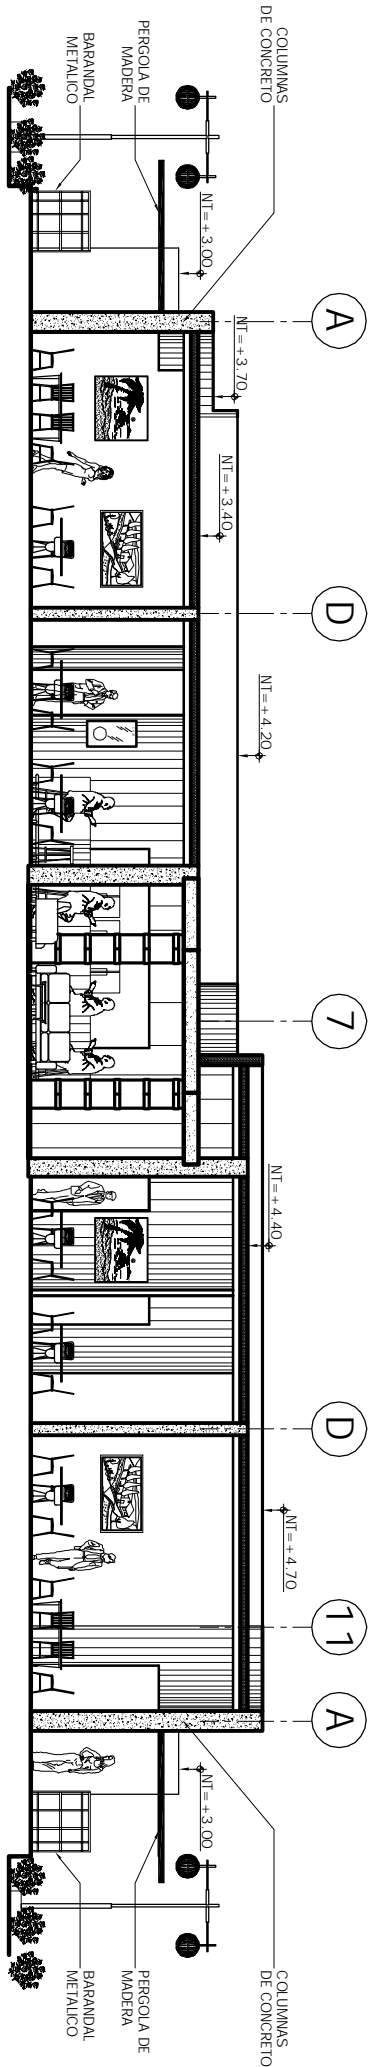 COLUMNAS
DE CONCRETO
PERGOLA DE
MADERA
BARANDAL
METALICO
NT=+3.00
A
NT=+3.70
NT=+3.40
D
NT=+4.20
7
NT=+4.40
D
NT=+4.70
11
A
NT=+3.00
COLUMNAS
DE CONCRETO
PERGOLA DE
MADERA
BARANDAL
METALICO